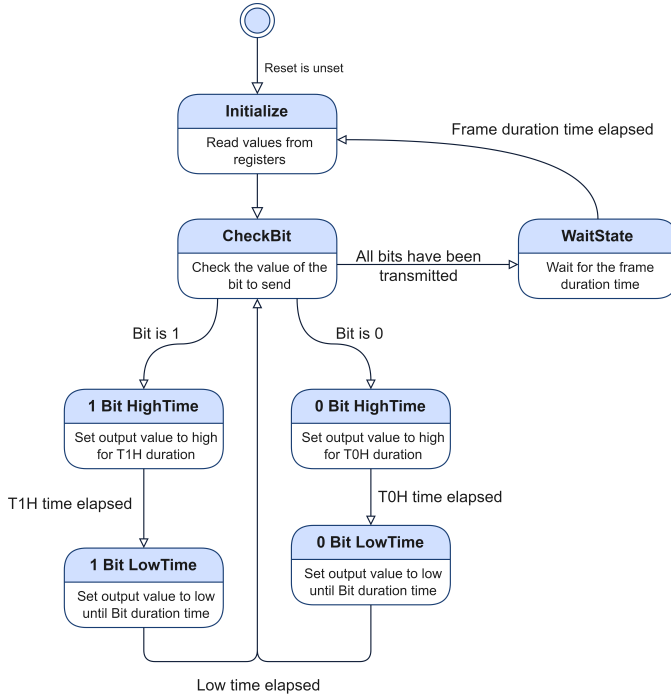 Reset is unset
Initialize
Read values from
registers
Frame duration time elapsed
CheckBit
Check the value of the
bit to send
All bits have been
transmitted
WaitState
Wait for the frame
duration time
Bit is 1
Bit is 0
1 Bit HighTime
Set output value to high
for T1H duration
0 Bit HighTime
Set output value to high
for T0H duration
T1H time elapsed
T0H time elapsed
1 Bit LowTime
Set output value to low
until Bit duration time
0 Bit LowTime
Set output value to low
until Bit duration time
Low time elapsed